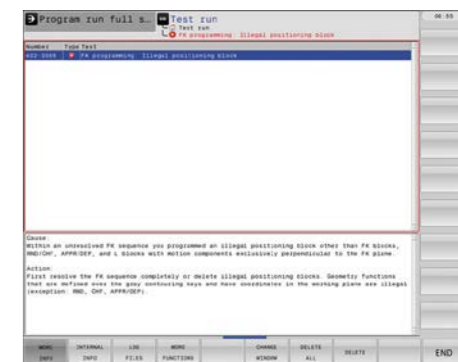 Program run full s…
Test run
Test run
FK programming: Illegal positioning block
08:55
Number Type Text
402-0009 FK programming: Illegal positioning block
Cause:
Within an unresolved FK sequence you programmed an illegal positioning block other than FK blocks,
RND/CHF, APPR/DEP, and L blocks with motion components exclusively perpendicular to the FK plane.
Action:
First resolve the FK sequence completely or delete illegal positioning blocks. Geometry functions
that are defined over the gray contouring keys and have coordinates in the working plane are illegal
(exception: RND, CHF, APPR/DEP).
MORE INFO
INTERNAL INFO
LOG FILES
MORE FUNCTIONS
CHANGE WINDOW
DELETE ALL
DELETE
END